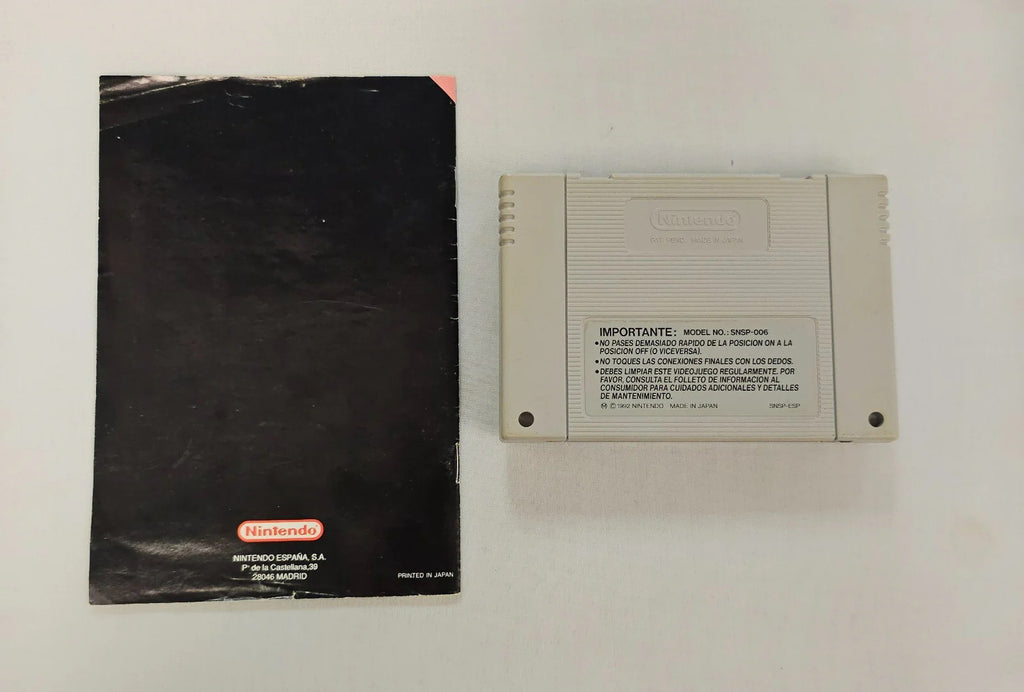 Nintendo
NINTENDO ESPAÑA, S.A.
Pº de la Castellana,39
28046 MADRID
PRINTED IN JAPAN
Nintendo
PAT. PEND. MADE IN JAPAN
IMPORTANTE: MODEL NO.: SNSP-006
•NO PASES DEMASIADO RAPIDO DE LA POSICION ON A LA
POSICION OFF (O VICEVERSA).
•NO TOQUES LAS CONEXIONES FINALES CON LOS DEDOS.
•DEBES LIMPIAR ESTE VIDEOJUEGO REGULARMENTE. POR
FAVOR, CONSULTA EL FOLLETO DE INFORMACION AL
CONSUMIDOR PARA CUIDADOS ADICIONALES Y DETALLES
DE MANTENIMIENTO.
Ⓜ © 1992 NINTENDO MADE IN JAPAN SNSP-ESP